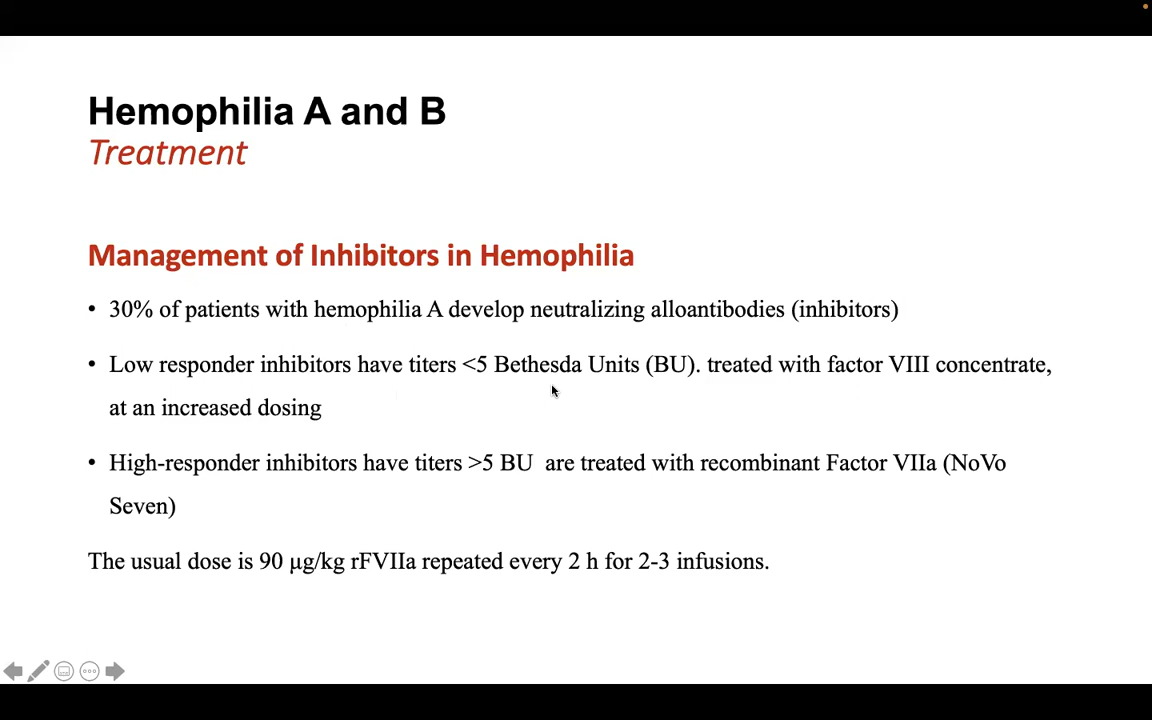 Hemophilia A and B
Treatment
Management of Inhibitors in Hemophilia
• 30% of patients with hemophilia A develop neutralizing alloantibodies (inhibitors)
• Low responder inhibitors have titers <5 Bethesda Units (BU). treated with factor VIII concentrate,
at an increased dosing
• High-responder inhibitors have titers >5 BU  are treated with recombinant Factor VIIa (NoVo
Seven)
The usual dose is 90 µg/kg rFVIIa repeated every 2 h for 2-3 infusions.